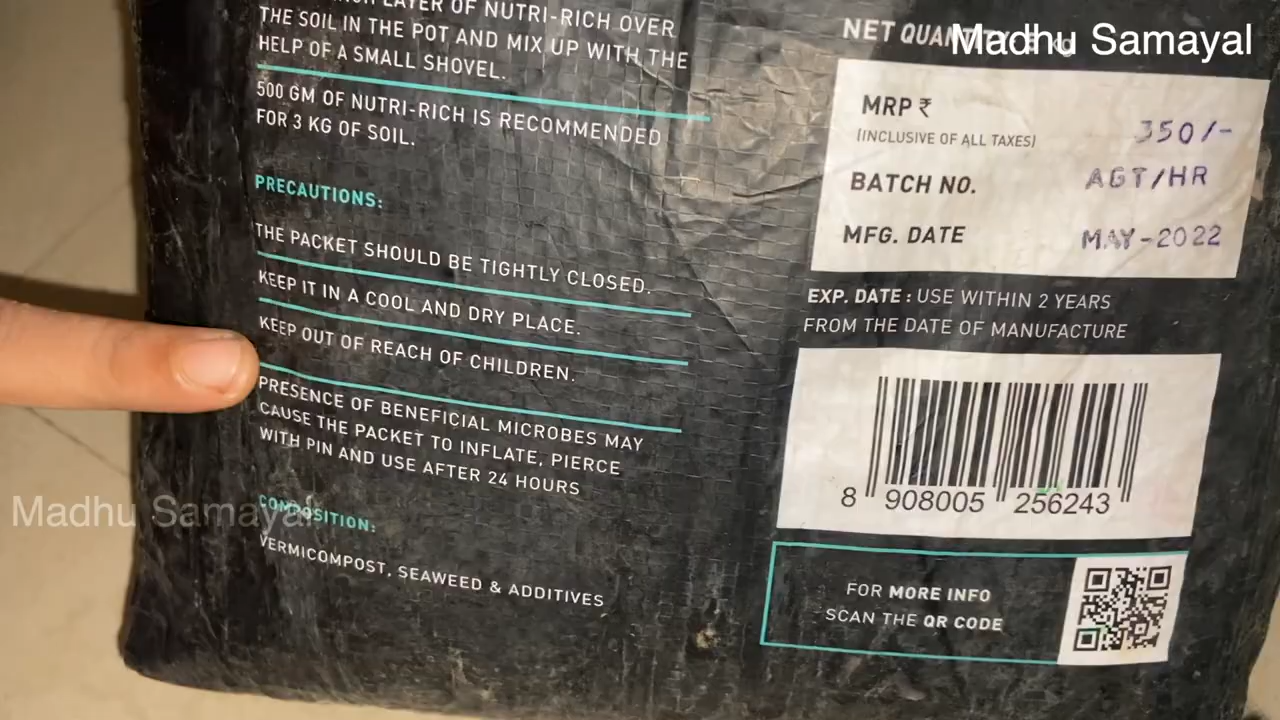 LAYER OF NUTRI-RICH OVER
THE SOIL IN THE POT AND MIX UP WITH THE
HELP OF A SMALL SHOVEL.
500 GM OF NUTRI-RICH IS RECOMMENDED
FOR 3 KG OF SOIL.
PRECAUTIONS:
THE PACKET SHOULD BE TIGHTLY CLOSED.
KEEP IT IN A COOL AND DRY PLACE.
KEEP OUT OF REACH OF CHILDREN.
PRESENCE OF BENEFICIAL MICROBES MAY
CAUSE THE PACKET TO INFLATE, PIERCE
WITH PIN AND USE AFTER 24 HOURS
COMPOSITION:
VERMICOMPOST, SEAWEED & ADDITIVES
NET
Madhu Samayal
MRP ₹ 350/-
(INCLUSIVE OF ALL TAXES)
BATCH NO. AGT/HR
MFG. DATE MAY-2022
EXP. DATE : USE WITHIN 2 YEARS
FROM THE DATE OF MANUFACTURE
8 908005 256243
FOR MORE INFO
SCAN THE QR CODE
Madhu Samayal